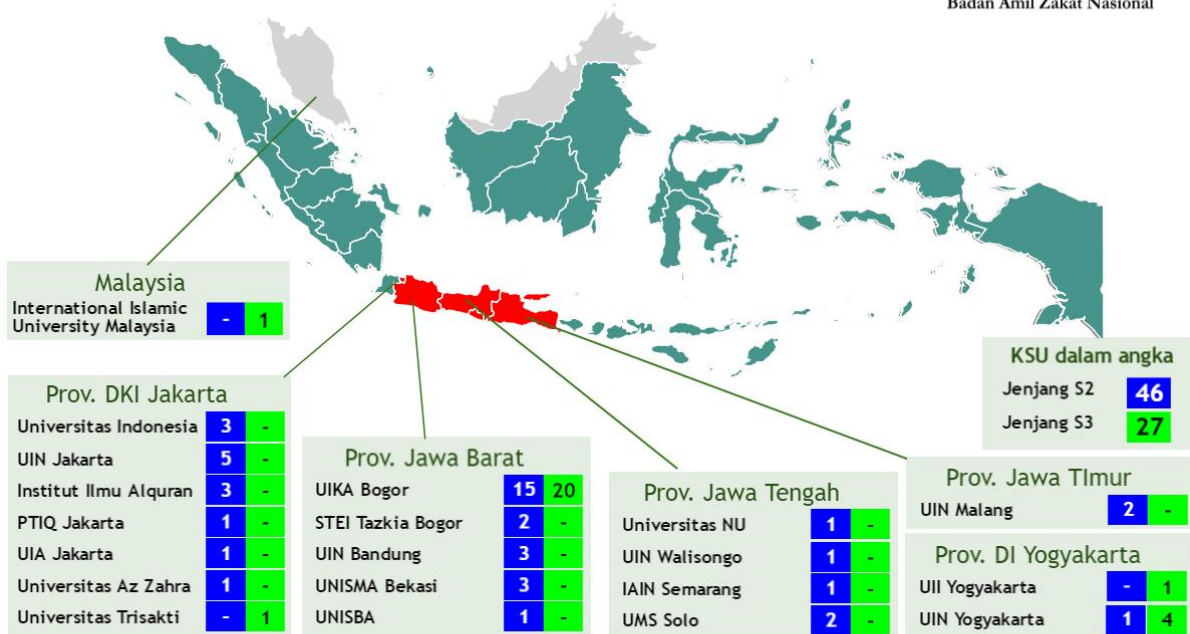 Badan Amil Zakat Nasional
Malaysia
International Islamic
University Malaysia - 1
KSU dalam angka
Jenjang S2 46
Jenjang S3 27
Prov. DKI Jakarta
Universitas Indonesia 3 -
UIN Jakarta 5 -
Institut Ilmu Alquran 3 -
PTIQ Jakarta 1 -
UIA Jakarta 1 -
Universitas Az Zahra 1 -
Universitas Trisakti - 1
Prov. Jawa Barat
UIKA Bogor 15 20
STEI Tazkia Bogor 2 -
UIN Bandung 3 -
UNISMA Bekasi 3 -
UNISBA 1 -
Prov. Jawa Tengah
Universitas NU 1 -
UIN Walisongo 1 -
IAIN Semarang 1 -
UMS Solo 2 -
Prov. Jawa TImur
UIN Malang 2 -
Prov. DI Yogyakarta
UII Yogyakarta - 1
UIN Yogyakarta 1 4